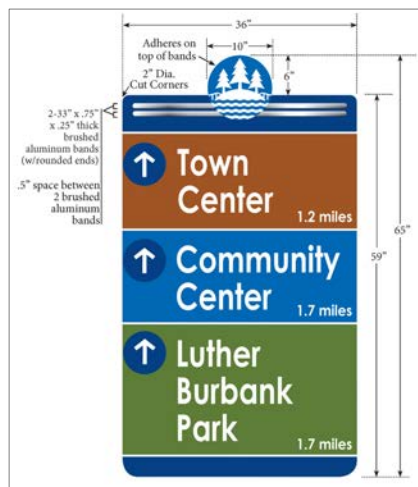 36"
Adheres on
top of bands
10"
6"
2" Dia.
Cut Corners
2-33" x .75"
x .25" thick
brushed
aluminum bands
(w/rounded ends)
.5" space between
2 brushed
aluminum
bands
Town
Center
1.2 miles
Community
Center
1.7 miles
Luther
Burbank
Park
1.7 miles
59"
65"